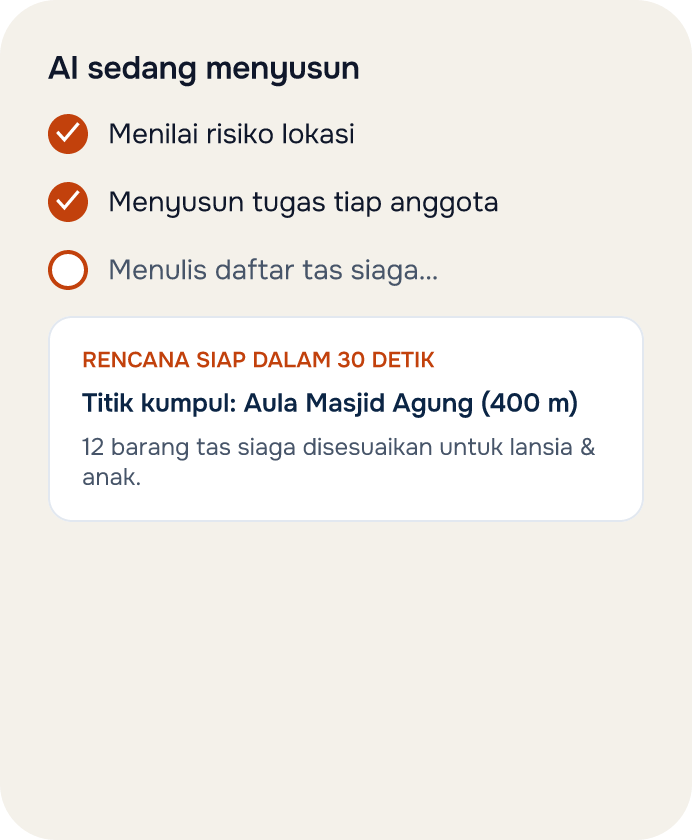 AI sedang menyusun
Menilai risiko lokasi
Menyusun tugas tiap anggota
Menulis daftar tas siaga...
RENCANA SIAP DALAM 30 DETIK
Titik kumpul: Aula Masjid Agung (400 m)
12 barang tas siaga disesuaikan untuk lansia &
anak.